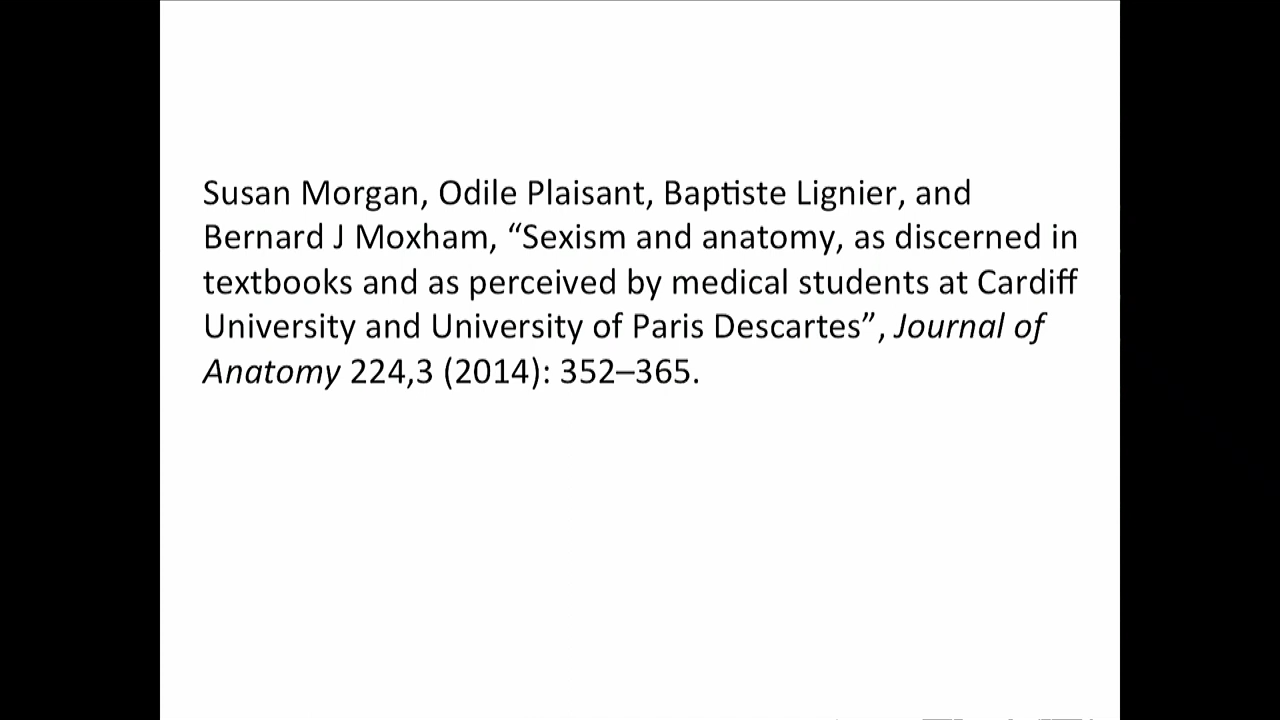 Susan Morgan, Odile Plaisant, Baptiste Lignier, and
Bernard J Moxham, “Sexism and anatomy, as discerned in
textbooks and as perceived by medical students at Cardiff
University and University of Paris Descartes”, Journal of
Anatomy 224,3 (2014): 352–365.